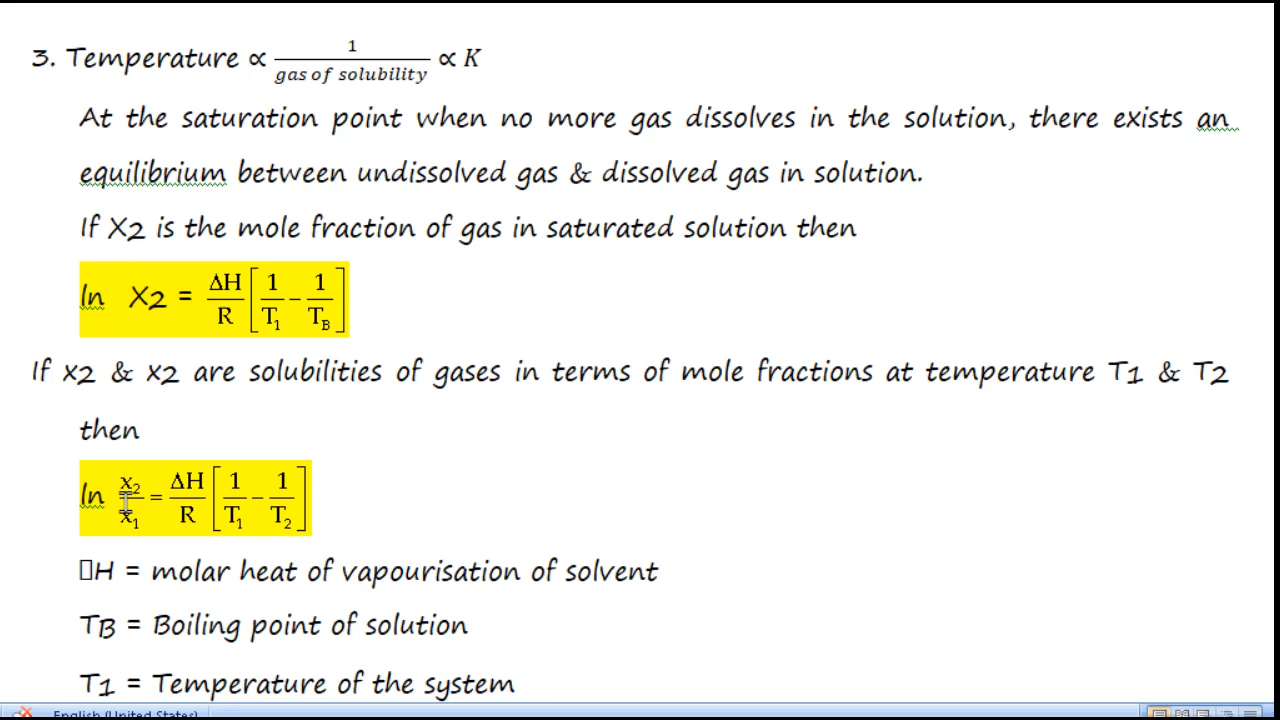 3. Temperature ∝ 1 / gas of solubility ∝ K
At the saturation point when no more gas dissolves in the solution, there exists an
equilibrium between undissolved gas & dissolved gas in solution.
If X2 is the mole fraction of gas in saturated solution then
ln X2 = ΔH/R [1/T₁ − 1/T_B]
If x2 & x2 are solubilities of gases in terms of mole fractions at temperature T1 & T2
then
ln x₂/x₁ = ΔH/R [1/T₁ − 1/T₂]
□H = molar heat of vapourisation of solvent
TB = Boiling point of solution
T1 = Temperature of the system
English (United States)